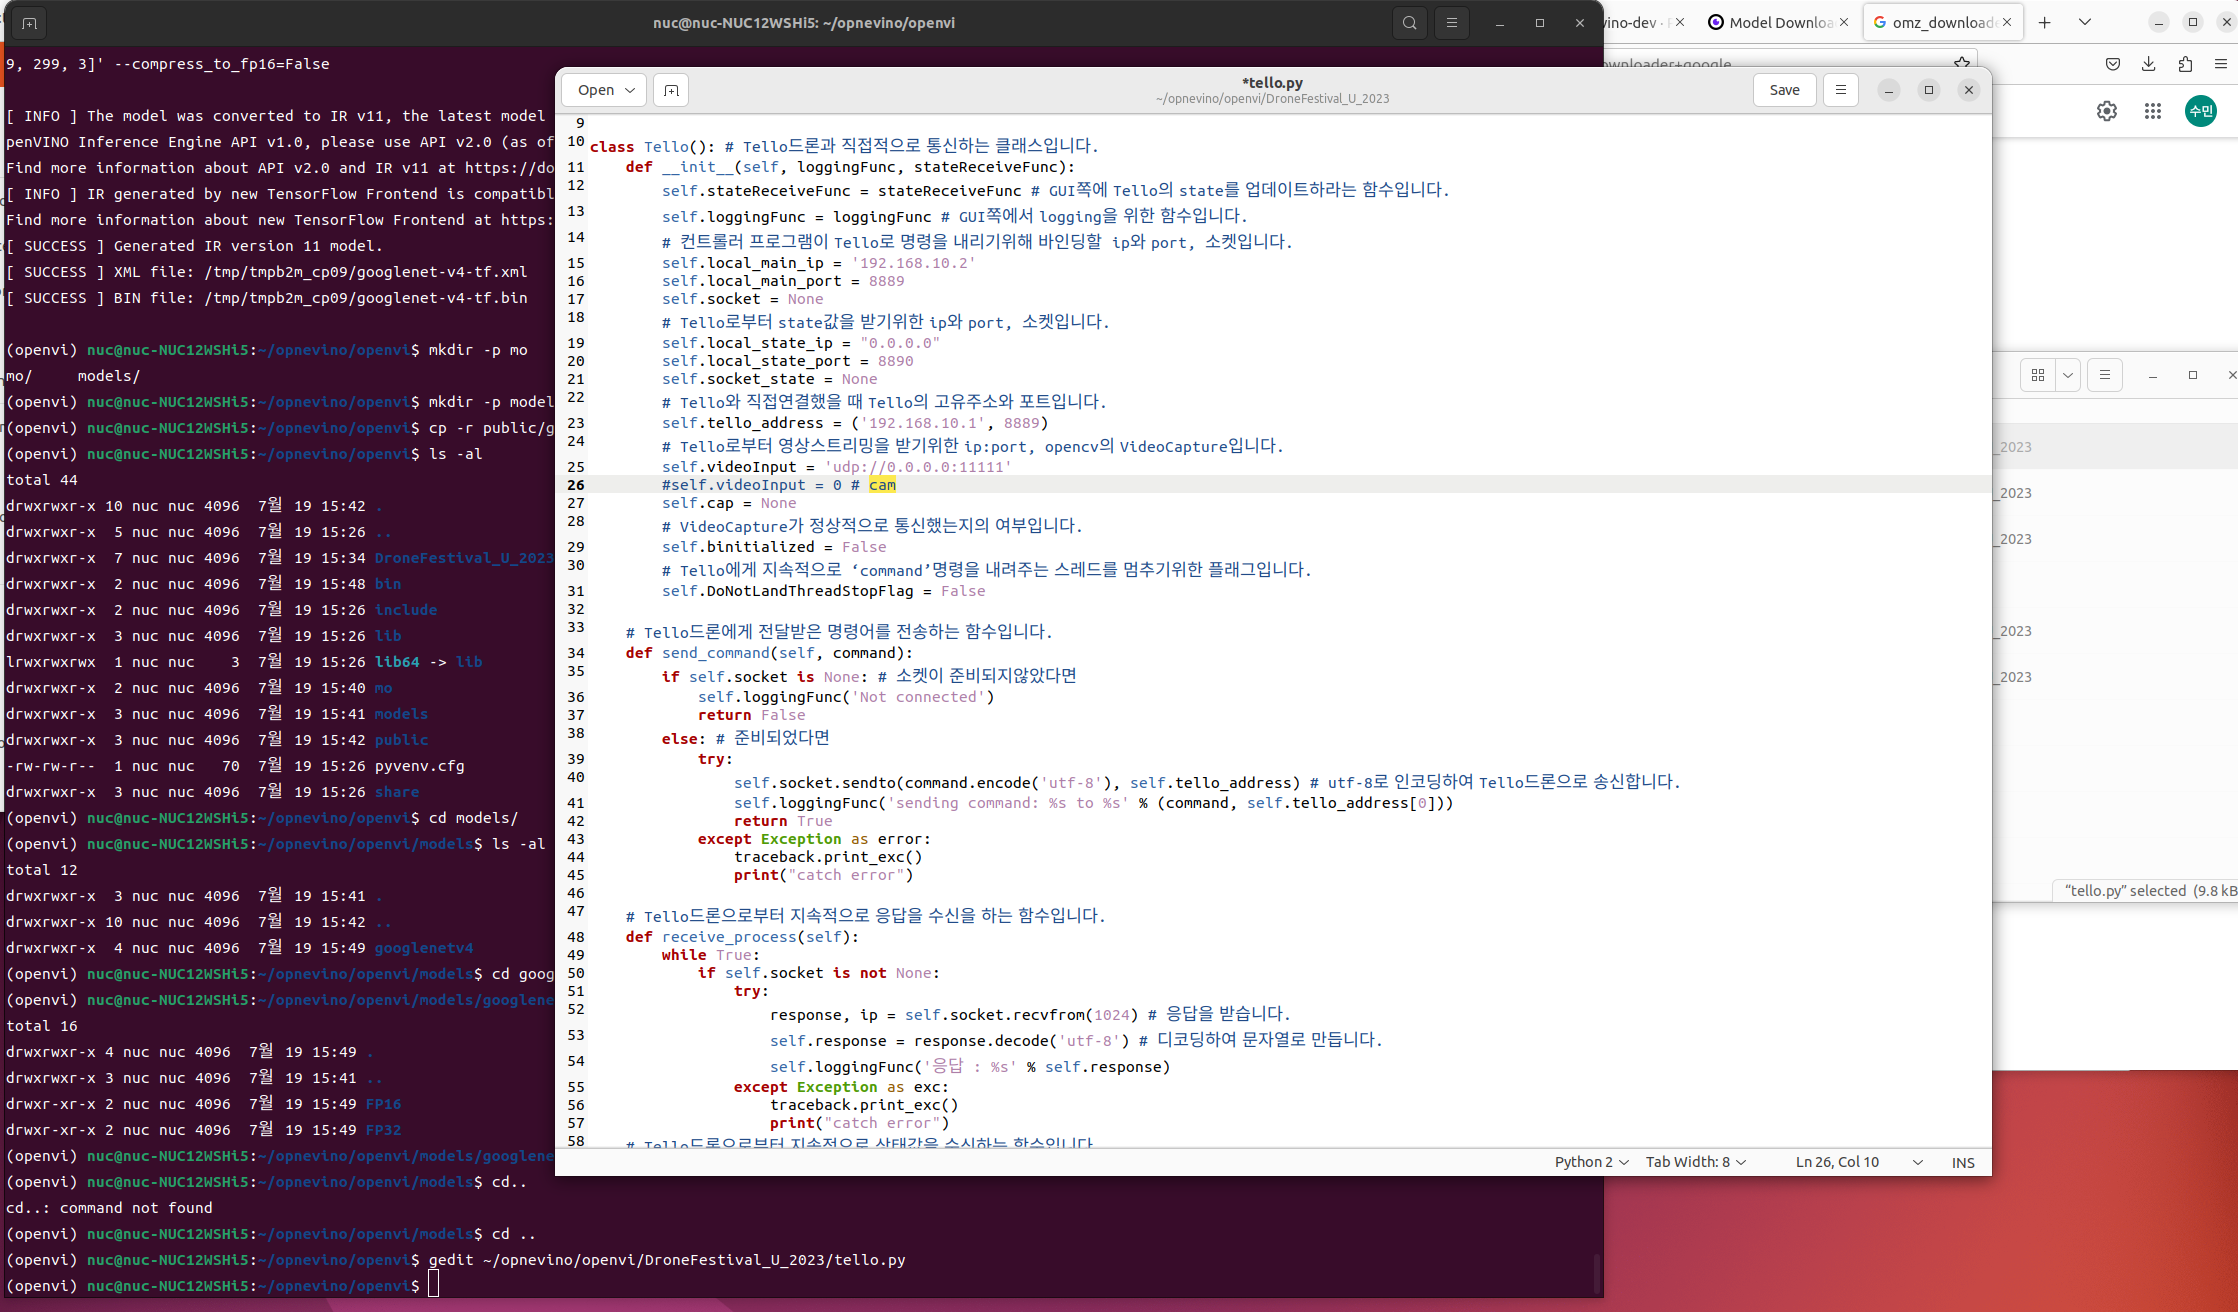 nuc@nuc-NUC12WSHi5: ~/opnevino/openvi
vino-dev · P
Model Downloa
omz_downloade
9, 299, 3]' --compress_to_fp16=False
[ INFO ] The model was converted to IR v11, the latest model
penVINO Inference Engine API v1.0, please use API v2.0 (as of
Find more information about API v2.0 and IR v11 at https://do
[ INFO ] IR generated by new TensorFlow Frontend is compatibl
Find more information about new TensorFlow Frontend at https:
[ SUCCESS ] Generated IR version 11 model.
[ SUCCESS ] XML file: /tmp/tmpb2m_cp09/googlenet-v4-tf.xml
[ SUCCESS ] BIN file: /tmp/tmpb2m_cp09/googlenet-v4-tf.bin
(openvi) nuc@nuc-NUC12WSHi5:~/opnevino/openvi$ mkdir -p mo
mo/     models/
(openvi) nuc@nuc-NUC12WSHi5:~/opnevino/openvi$ mkdir -p model
(openvi) nuc@nuc-NUC12WSHi5:~/opnevino/openvi$ cp -r public/g
(openvi) nuc@nuc-NUC12WSHi5:~/opnevino/openvi$ ls -al
total 44
drwxrwxr-x 10 nuc nuc 4096  7월 19 15:42 .
drwxrwxr-x  5 nuc nuc 4096  7월 19 15:26 ..
drwxrwxr-x  7 nuc nuc 4096  7월 19 15:34 DroneFestival_U_2023
drwxrwxr-x  2 nuc nuc 4096  7월 19 15:48 bin
drwxrwxr-x  2 nuc nuc 4096  7월 19 15:26 include
drwxrwxr-x  3 nuc nuc 4096  7월 19 15:26 lib
lrwxrwxrwx  1 nuc nuc    3  7월 19 15:26 lib64 -> lib
drwxrwxr-x  2 nuc nuc 4096  7월 19 15:40 mo
drwxrwxr-x  3 nuc nuc 4096  7월 19 15:41 models
drwxrwxr-x  3 nuc nuc 4096  7월 19 15:42 public
-rw-rw-r--  1 nuc nuc   70  7월 19 15:26 pyvenv.cfg
drwxrwxr-x  3 nuc nuc 4096  7월 19 15:26 share
(openvi) nuc@nuc-NUC12WSHi5:~/opnevino/openvi$ cd models/
(openvi) nuc@nuc-NUC12WSHi5:~/opnevino/openvi/models$ ls -al
total 12
drwxrwxr-x  3 nuc nuc 4096  7월 19 15:41 .
drwxrwxr-x 10 nuc nuc 4096  7월 19 15:42 ..
drwxrwxr-x  4 nuc nuc 4096  7월 19 15:49 googlenetv4
(openvi) nuc@nuc-NUC12WSHi5:~/opnevino/openvi/models$ cd goog
(openvi) nuc@nuc-NUC12WSHi5:~/opnevino/openvi/models/googlene
total 16
drwxrwxr-x 4 nuc nuc 4096  7월 19 15:49 .
drwxrwxr-x 3 nuc nuc 4096  7월 19 15:41 ..
drwxr-xr-x 2 nuc nuc 4096  7월 19 15:49 FP16
drwxr-xr-x 2 nuc nuc 4096  7월 19 15:49 FP32
(openvi) nuc@nuc-NUC12WSHi5:~/opnevino/openvi/models/googlene
(openvi) nuc@nuc-NUC12WSHi5:~/opnevino/openvi/models$ cd..
cd..: command not found
(openvi) nuc@nuc-NUC12WSHi5:~/opnevino/openvi/models$ cd ..
(openvi) nuc@nuc-NUC12WSHi5:~/opnevino/openvi$ gedit ~/opnevino/openvi/DroneFestival_U_2023/tello.py
(openvi) nuc@nuc-NUC12WSHi5:~/opnevino/openvi$
Open
*tello.py
~/opnevino/openvi/DroneFestival_U_2023
Save
9
10 class Tello(): # Tello드론과 직접적으로 통신하는 클래스입니다.
11     def __init__(self, loggingFunc, stateReceiveFunc):
12         self.stateReceiveFunc = stateReceiveFunc # GUI쪽에 Tello의 state를 업데이트하라는 함수입니다.
13         self.loggingFunc = loggingFunc # GUI쪽에서 logging을 위한 함수입니다.
14         # 컨트롤러 프로그램이 Tello로 명령을 내리기위해 바인딩할 ip와 port, 소켓입니다.
15         self.local_main_ip = '192.168.10.2'
16         self.local_main_port = 8889
17         self.socket = None
18         # Tello로부터 state값을 받기위한 ip와 port, 소켓입니다.
19         self.local_state_ip = "0.0.0.0"
20         self.local_state_port = 8890
21         self.socket_state = None
22         # Tello와 직접연결했을 때 Tello의 고유주소와 포트입니다.
23         self.tello_address = ('192.168.10.1', 8889)
24         # Tello로부터 영상스트리밍을 받기위한 ip:port, opencv의 VideoCapture입니다.
25         self.videoInput = 'udp://0.0.0.0:11111'
26         #self.videoInput = 0 # cam
27         self.cap = None
28         # VideoCapture가 정상적으로 통신했는지의 여부입니다.
29         self.binitialized = False
30         # Tello에게 지속적으로 ‘command’명령을 내려주는 스레드를 멈추기위한 플래그입니다.
31         self.DoNotLandThreadStopFlag = False
32
33     # Tello드론에게 전달받은 명령어를 전송하는 함수입니다.
34     def send_command(self, command):
35         if self.socket is None: # 소켓이 준비되지않았다면
36             self.loggingFunc('Not connected')
37             return False
38         else: # 준비되었다면
39             try:
40                 self.socket.sendto(command.encode('utf-8'), self.tello_address) # utf-8로 인코딩하여 Tello드론으로 송신합니다.
41                 self.loggingFunc('sending command: %s to %s' % (command, self.tello_address[0]))
42                 return True
43             except Exception as error:
44                 traceback.print_exc()
45                 print("catch error")
46
47     # Tello드론으로부터 지속적으로 응답을 수신을 하는 함수입니다.
48     def receive_process(self):
49         while True:
50             if self.socket is not None:
51                 try:
52                     response, ip = self.socket.recvfrom(1024) # 응답을 받습니다.
53                     self.response = response.decode('utf-8') # 디코딩하여 문자열로 만듭니다.
54                     self.loggingFunc('응답 : %s' % self.response)
55                 except Exception as exc:
56                     traceback.print_exc()
57                     print("catch error")
58     # Tello드론으로부터 지속적으로 상태값을 수신하는 함수입니다
Python 2
Tab Width: 8
Ln 26, Col 10
INS
wnloader+google
수민
_2023
_2023
_2023
_2023
_2023
“tello.py” selected (9.8 kB